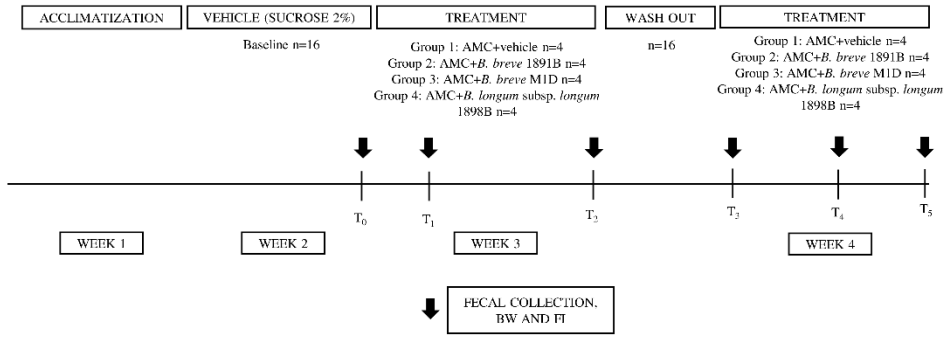 ACCLIMATIZATION
VEHICLE (SUCROSE 2%)
TREATMENT
WASH OUT
TREATMENT
Baseline n=16
Group 1: AMC+vehicle n=4
Group 2: AMC+B. breve 1891B n=4
Group 3: AMC+B. breve M1D n=4
Group 4: AMC+B. longum subsp. longum
1898B n=4
n=16
Group 1: AMC+vehicle n=4
Group 2: AMC+B. breve 1891B n=4
Group 3: AMC+B. breve M1D n=4
Group 4: AMC+B. longum subsp. longum
1898B n=4
T0
T1
T2
T3
T4
T5
WEEK 1
WEEK 2
WEEK 3
WEEK 4
FECAL COLLECTION,
BW AND FI